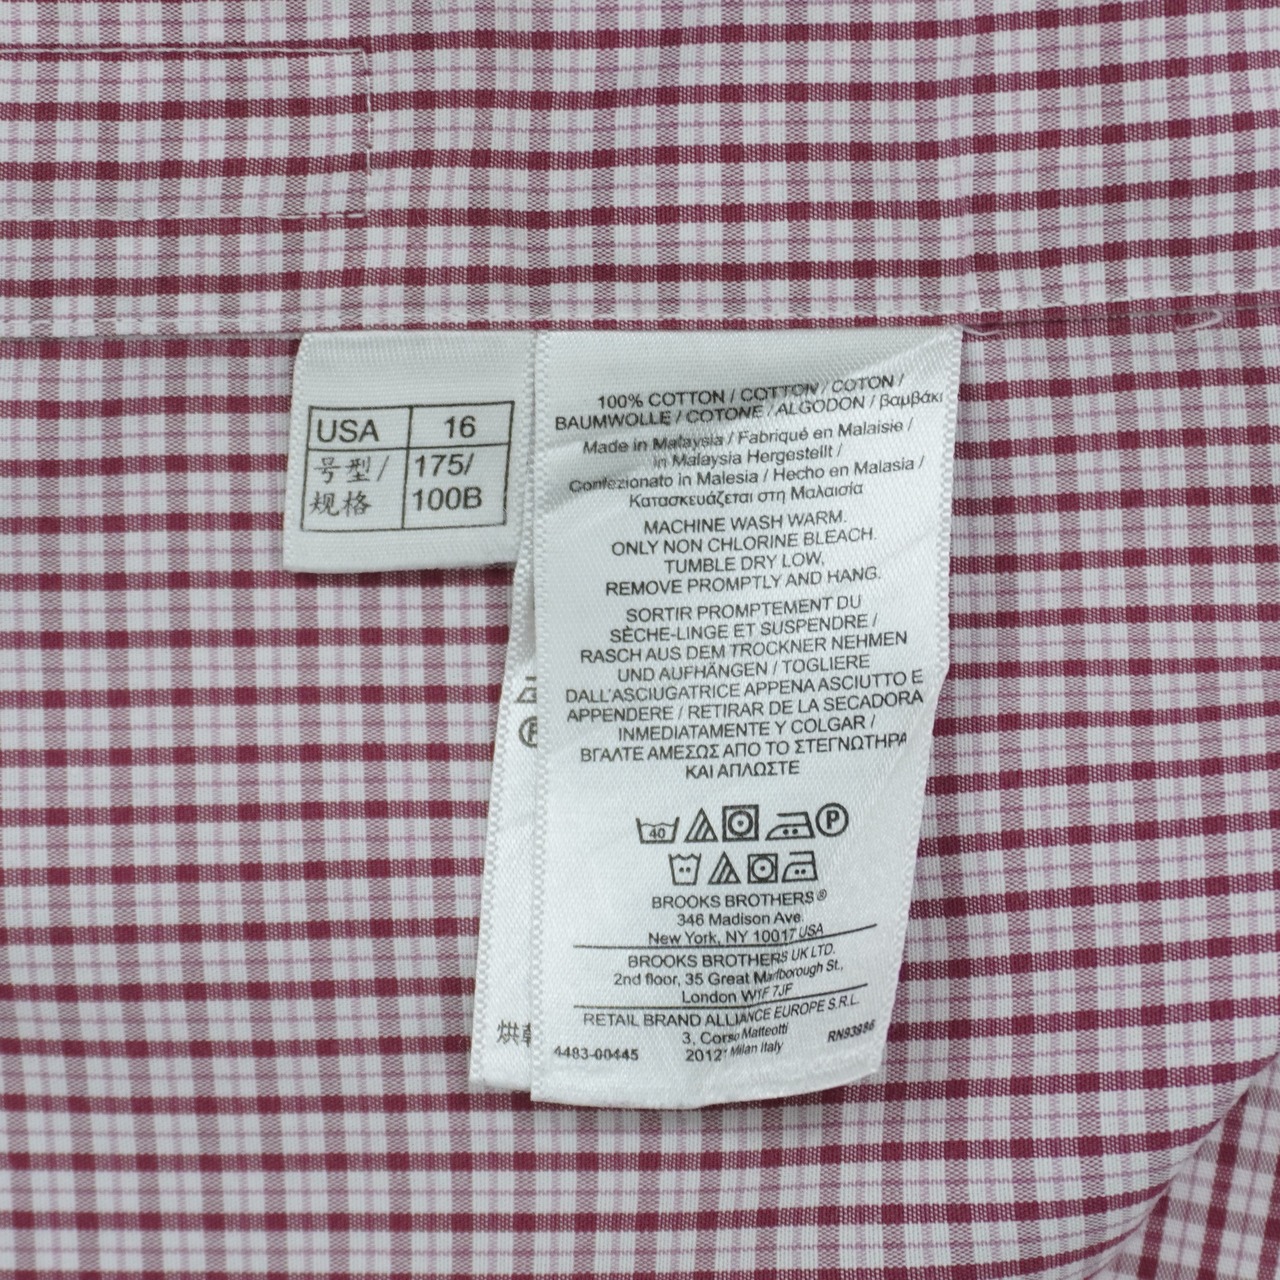 USA 16
号型/ 175/
规格 100B
100% COTTON / COTTON / COTON /
BAUMWOLLE / COTONE / ALGODON / βαμβάκι
Made in Malaysia / Fabriqué en Malaisie /
in Malaysia Hergestellt /
Confezionato in Malesia / Hecho en Malasia /
Κατασκευάζεται στη Μαλαισία
MACHINE WASH WARM.
ONLY NON CHLORINE BLEACH.
TUMBLE DRY LOW,
REMOVE PROMPTLY AND HANG.
SORTIR PROMPTEMENT DU
SÈCHE-LINGE ET SUSPENDRE /
RASCH AUS DEM TROCKNER NEHMEN
UND AUFHÄNGEN / TOGLIERE
DALL'ASCIUGATRICE APPENA ASCIUTTO E
APPENDERE / RETIRAR DE LA SECADORA
INMEDIATAMENTE Y COLGAR /
ΒΓΑΛΤΕ ΑΜΕΣΩΣ ΑΠΟ ΤΟ ΣΤΕΓΝΩΤΗΡΑ
ΚΑΙ ΑΠΛΩΣΤΕ
40 P
BROOKS BROTHERS®
346 Madison Ave.
New York, NY 10017 USA
BROOKS BROTHERS UK LTD.
2nd floor, 35 Great Marlborough St.,
London W1F 7JF
RETAIL BRAND ALLIANCE EUROPE S.R.L.
3, Corso Matteotti
4483-00445 Milan Italy
烘